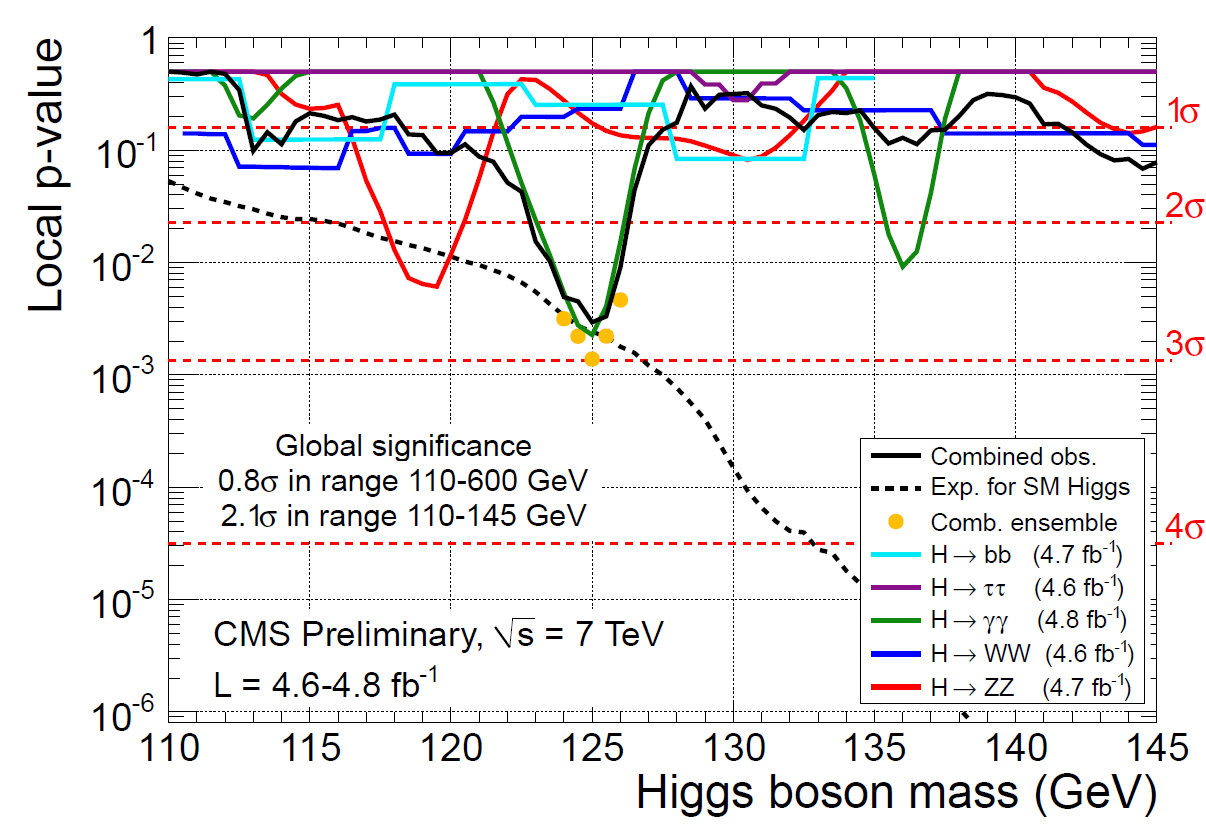 Local p-value
1
10⁻¹
10⁻²
10⁻³
10⁻⁴
10⁻⁵
10⁻⁶
1σ
2σ
3σ
4σ
Global significance
0.8σ in range 110-600 GeV
2.1σ in range 110-145 GeV
CMS Preliminary, √s = 7 TeV
L = 4.6-4.8 fb⁻¹
Combined obs.
Exp. for SM Higgs
Comb. ensemble
H → bb (4.7 fb⁻¹)
H → ττ (4.6 fb⁻¹)
H → γγ (4.8 fb⁻¹)
H → WW (4.6 fb⁻¹)
H → ZZ (4.7 fb⁻¹)
110 115 120 125 130 135 140 145
Higgs boson mass (GeV)